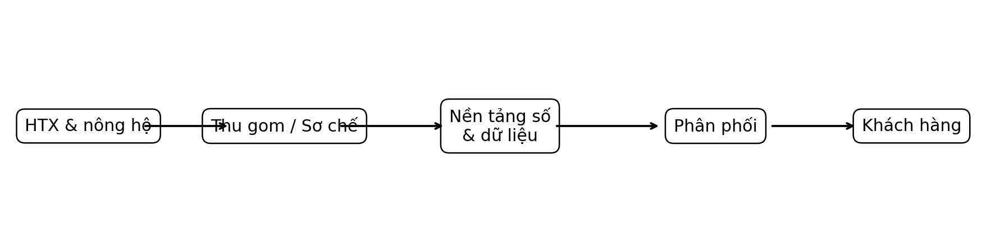 HTX & nông hộ
Thu gom / Sơ chế
Nền tảng số
& dữ liệu
Phân phối
Khách hàng